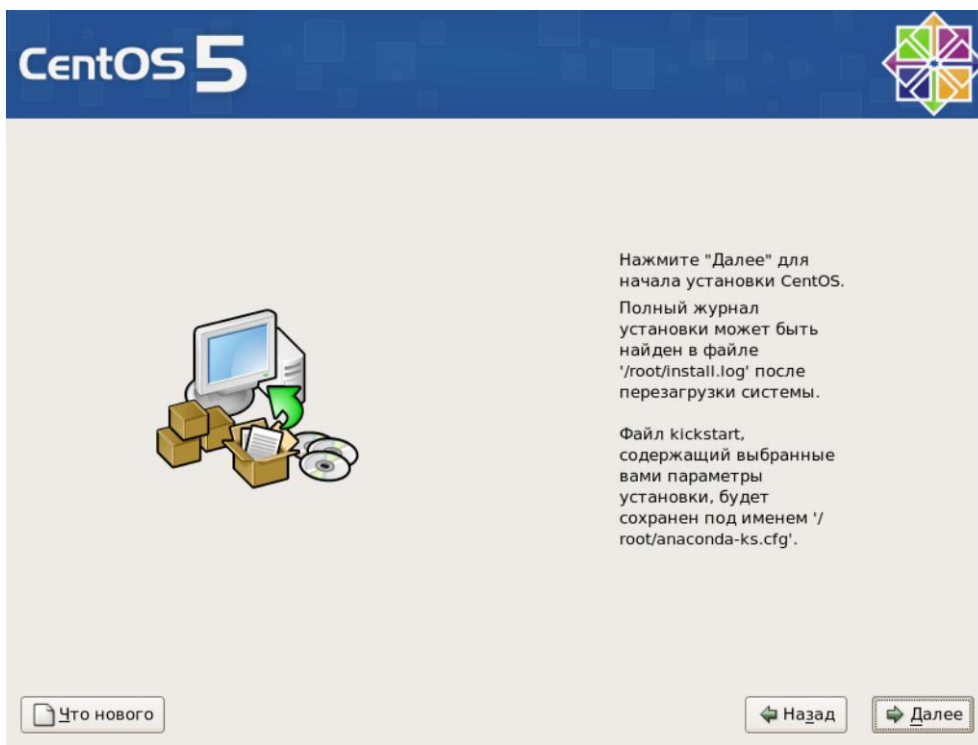 CentOS 5
Нажмите "Далее" для
начала установки CentOS.
Полный журнал
установки может быть
найден в файле
'/root/install.log' после
перезагрузки системы.
Файл kickstart,
содержащий выбранные
вами параметры
установки, будет
сохранен под именем '/
root/anaconda-ks.cfg'.
Что нового
Назад
Далее